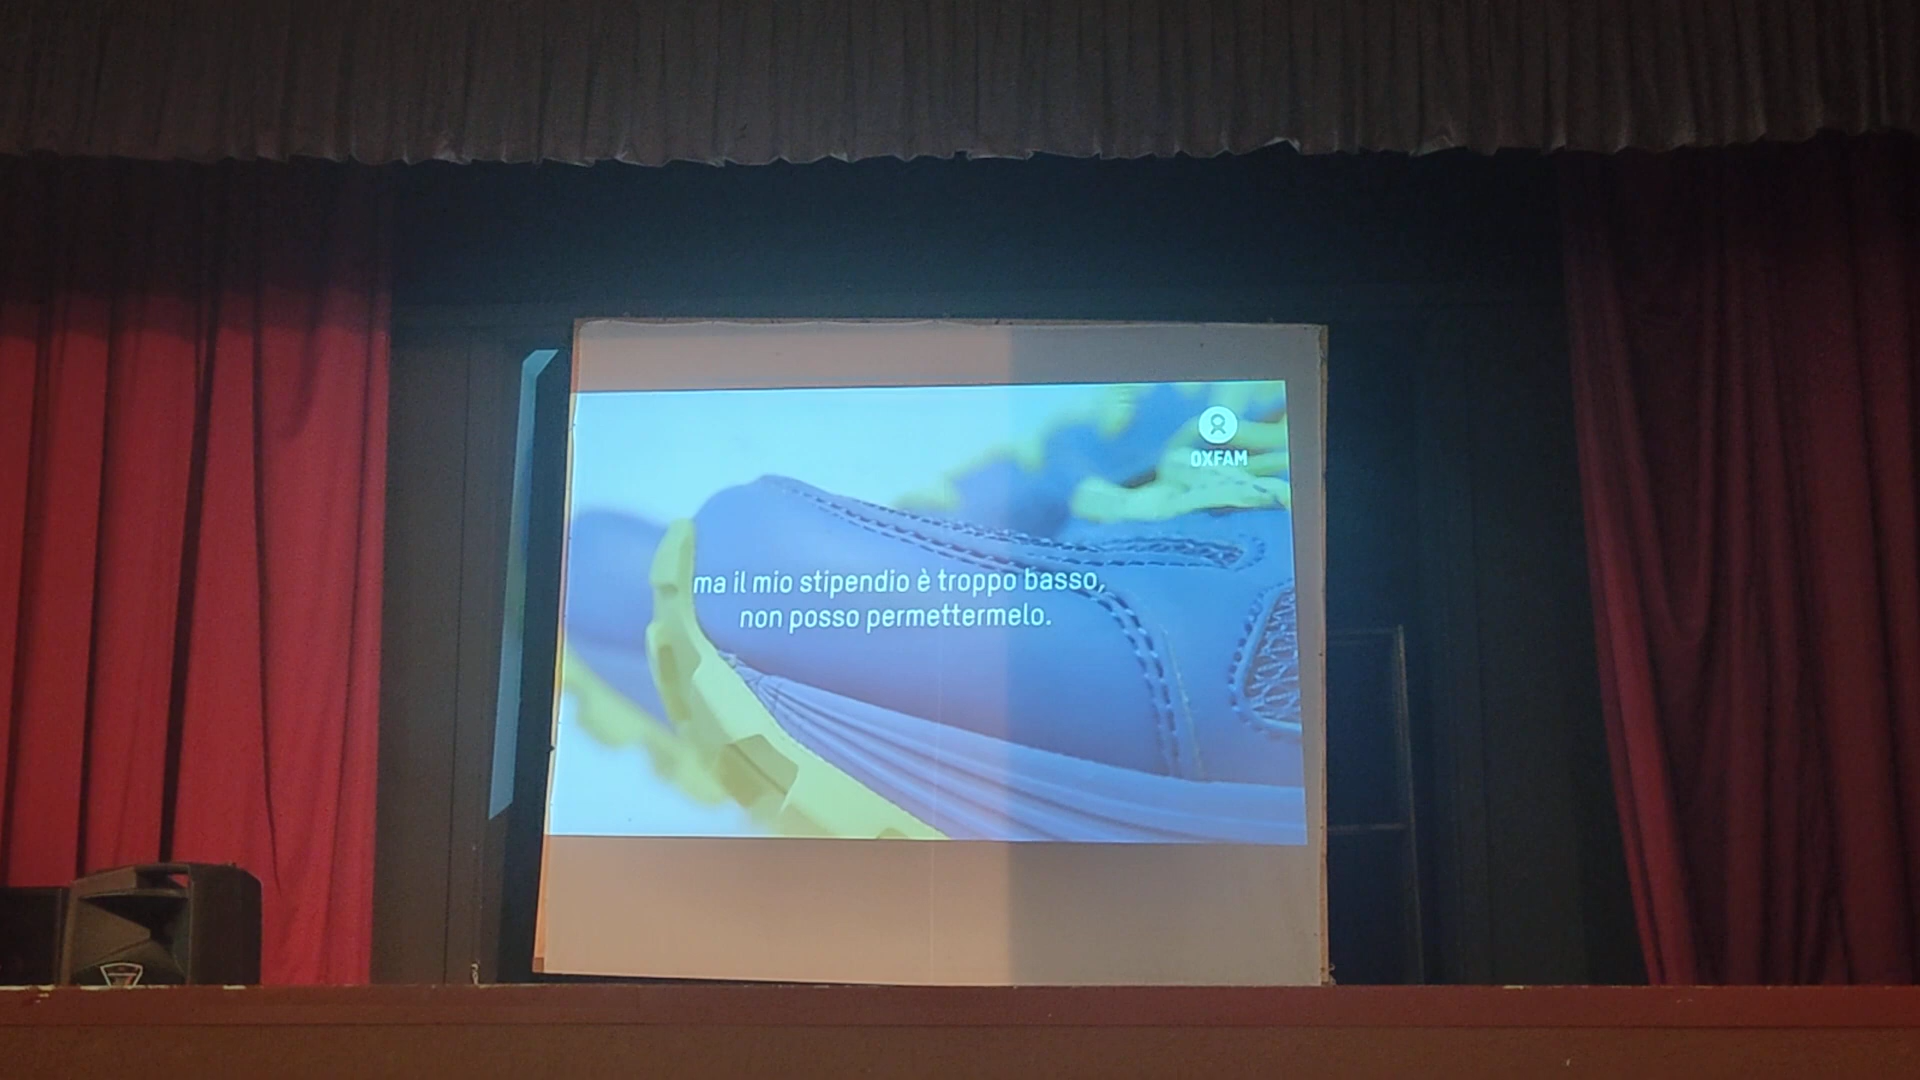 OXFAM
ma il mio stipendio è troppo basso,
non posso permettermelo.